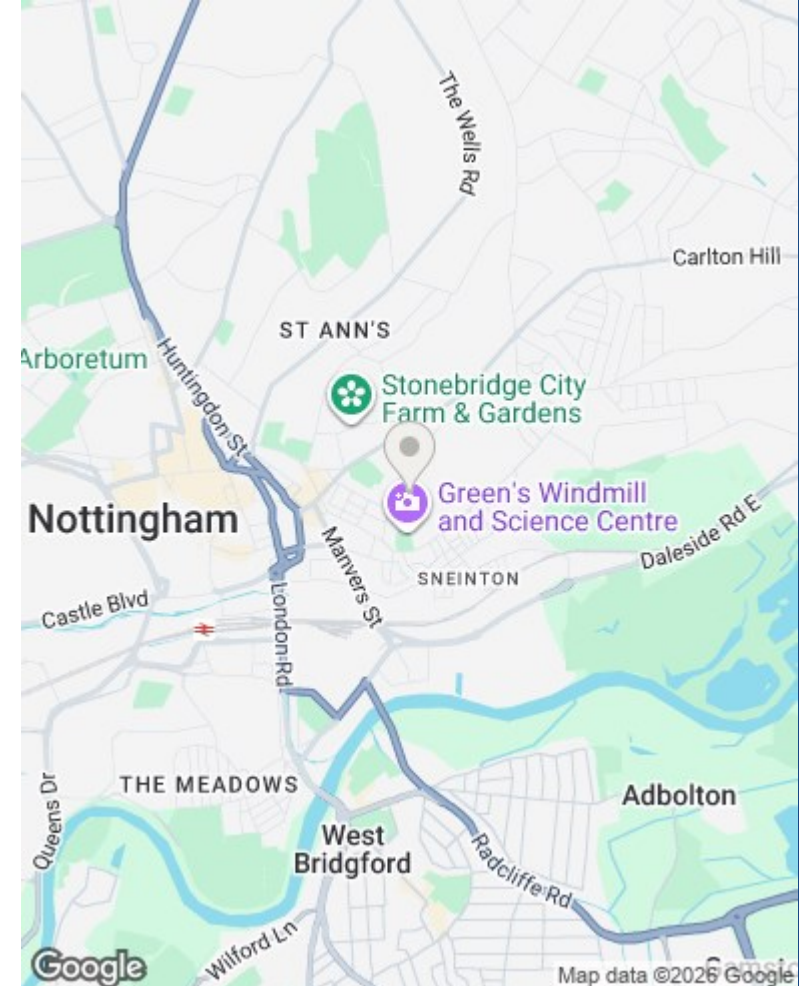 The Wells Rd
Carlton Hill
ST ANN'S
Arboretum
Huntingdon St
Stonebridge City
Farm & Gardens
Green's Windmill
and Science Centre
Nottingham
Manvers St
Daleside Rd E
SNEINTON
Castle Blvd
London Rd
THE MEADOWS
Queens Dr
Adbolton
West
Bridgford
Radcliffe Rd
Wilford Ln
Google
Map data ©2026 Google